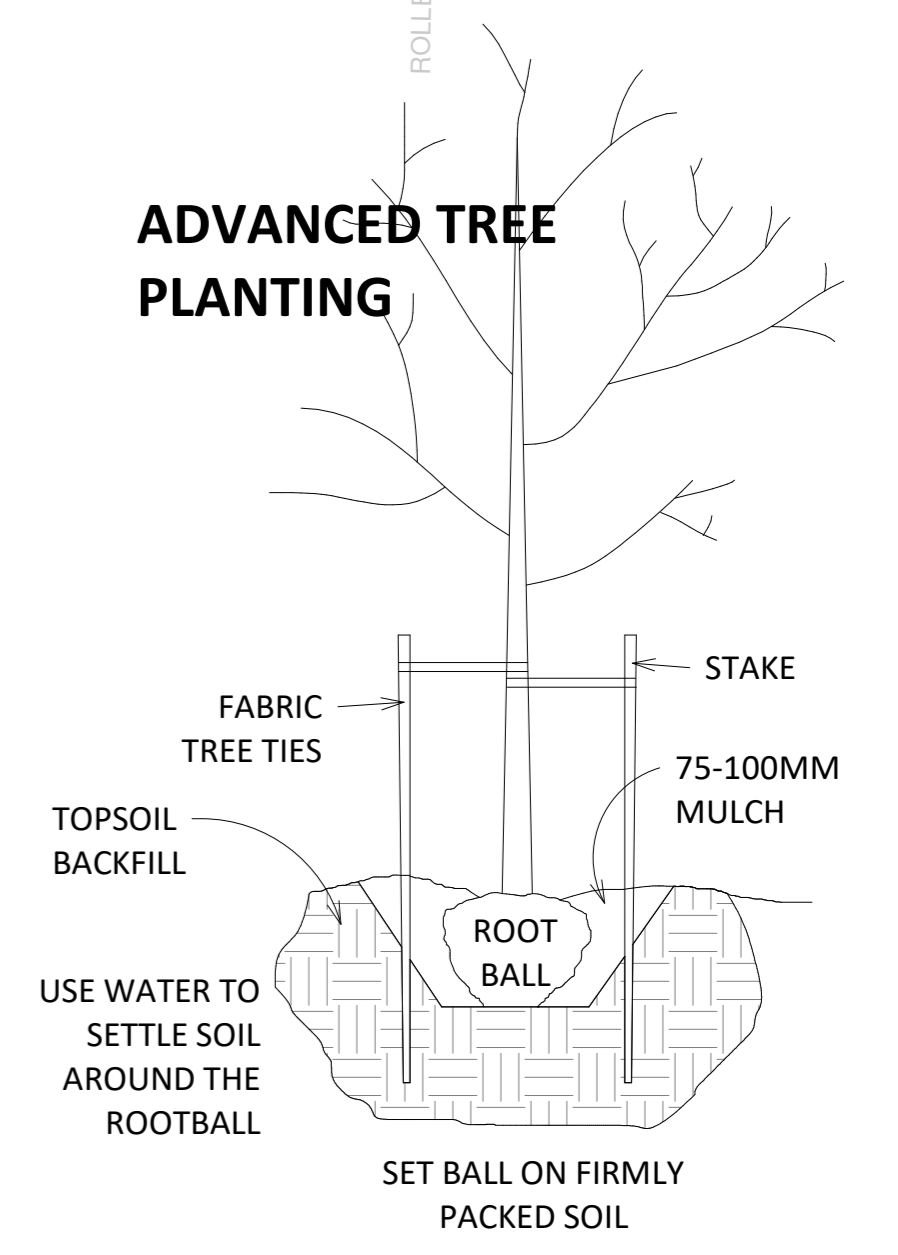 ROLLE
ADVANCED TREE
PLANTING
STAKE
FABRIC
TREE TIES
75-100MM
MULCH
TOPSOIL
BACKFILL
ROOT
BALL
USE WATER TO
SETTLE SOIL
AROUND THE
ROOTBALL
SET BALL ON FIRMLY
PACKED SOIL